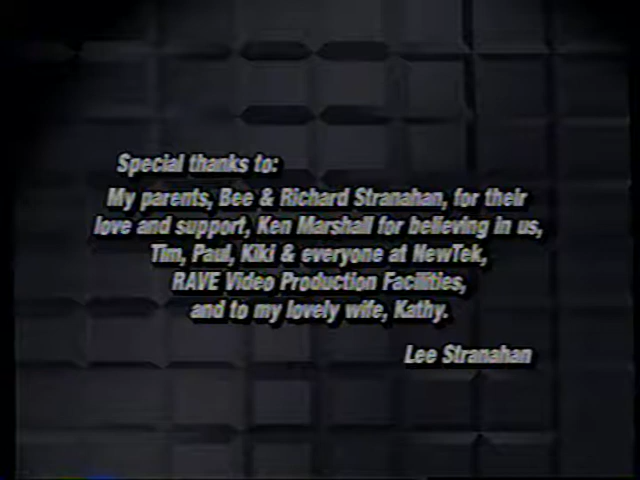 Special thanks to:
My parents, Bee & Richard Stranahan, for their
love and support, Ken Marshall for believing in us,
Tim, Paul, Kiki & everyone at NewTek,
RAVE Video Production Facilities,
and to my lovely wife, Kathy.
Lee Stranahan